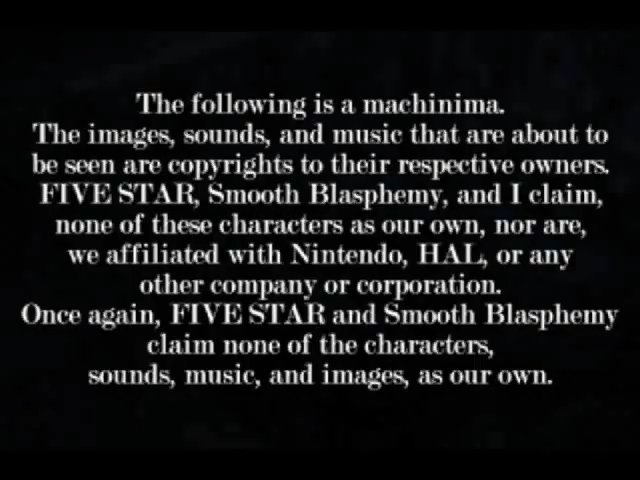 The following is a machinima.
The images, sounds, and music that are about to
be seen are copyrights to their respective owners.
FIVE STAR, Smooth Blasphemy, and I claim,
none of these characters as our own, nor are,
we affiliated with Nintendo, HAL, or any
other company or corporation.
Once again, FIVE STAR and Smooth Blasphemy
claim none of the characters,
sounds, music, and images, as our own.